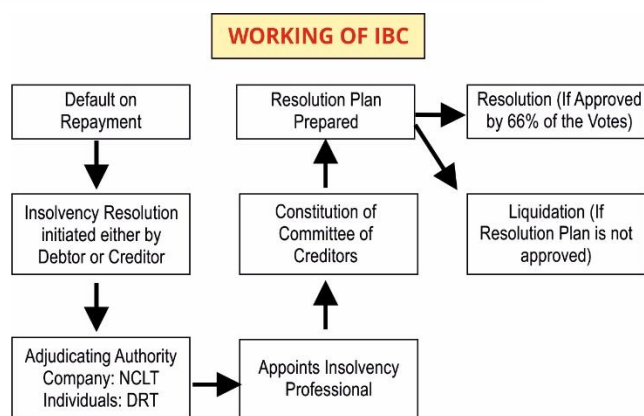 WORKING OF IBC
Default on
Repayment
Insolvency Resolution
initiated either by
Debtor or Creditor
Adjudicating Authority
Company: NCLT
Individuals: DRT
Appoints Insolvency
Professional
Constitution of
Committee of
Creditors
Resolution Plan
Prepared
Resolution (If Approved
by 66% of the Votes)
Liquidation (If
Resolution Plan is not
approved)